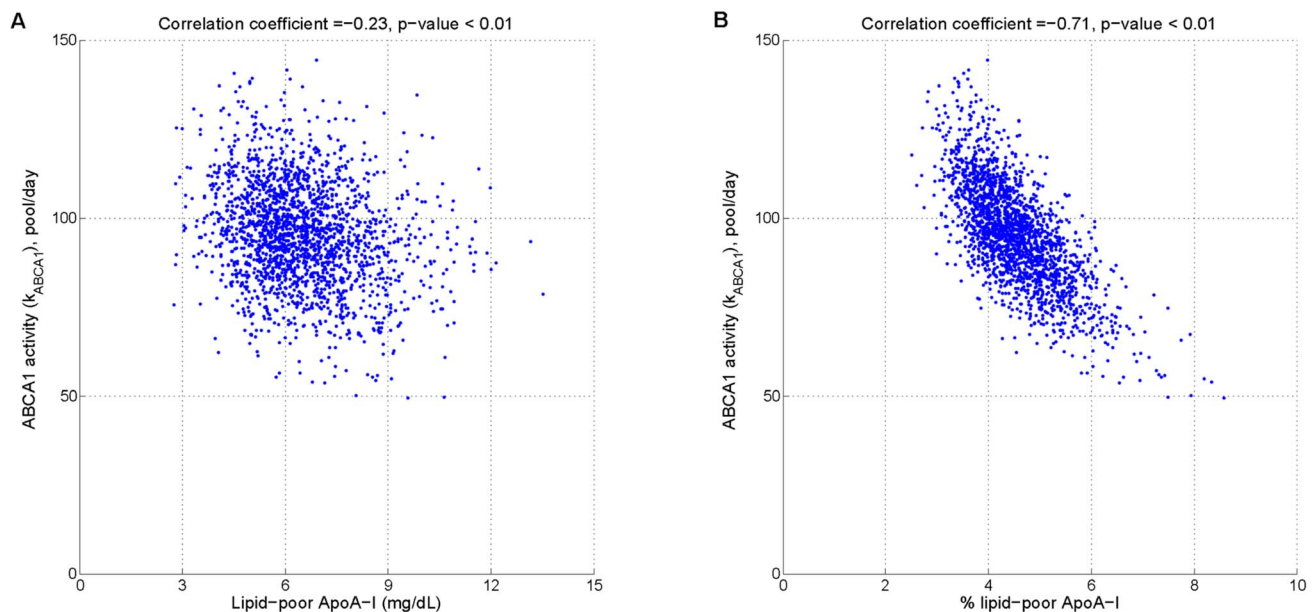 A
Correlation coefficient =−0.23, p−value < 0.01
150
100
50
0
ABCA1 activity (kABCA1), pool/day
0 3 6 9 12 15
Lipid−poor ApoA−I (mg/dL)
B
Correlation coefficient =−0.71, p−value < 0.01
150
100
50
0
ABCA1 activity (kABCA1), pool/day
0 2 4 6 8 10
% lipid−poor ApoA−I